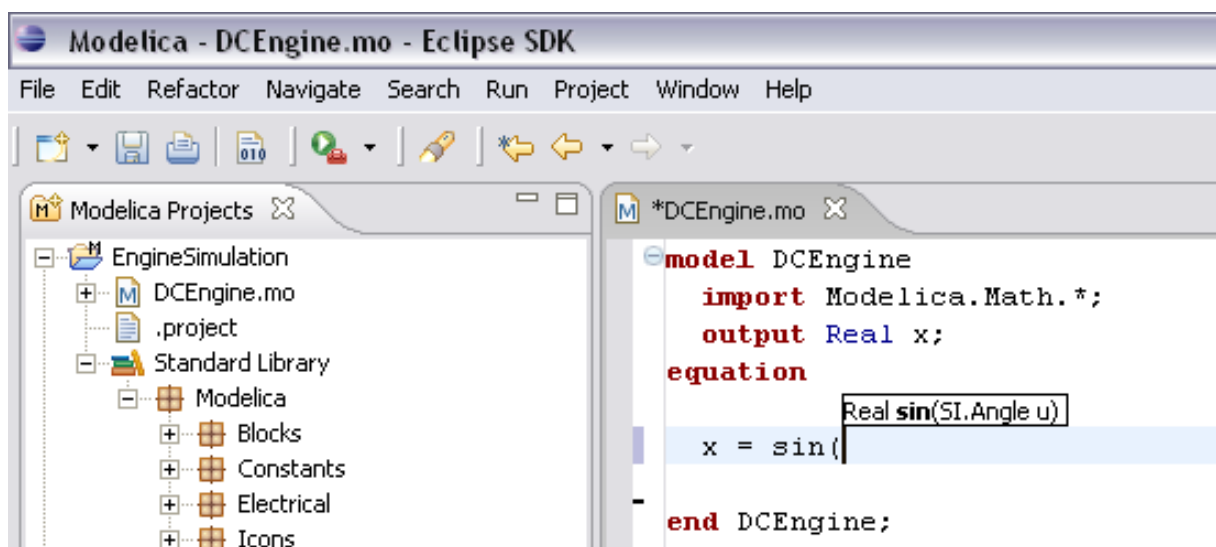 Modelica - DCEngine.mo - Eclipse SDK
File Edit Refactor Navigate Search Run Project Window Help
010
Modelica Projects
EngineSimulation
DCEngine.mo
.project
Standard Library
Modelica
Blocks
Constants
Electrical
Icons
*DCEngine.mo
model DCEngine
import Modelica.Math.*;
output Real x;
equation
Real sin(SI.Angle u)
x = sin(
end DCEngine;